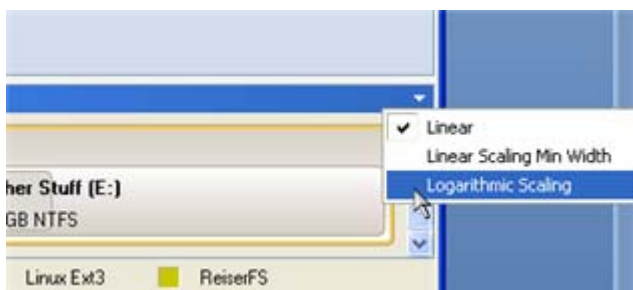 Linear
Linear Scaling Min Width
Logarithmic Scaling
her Stuff (E:)
GB NTFS
Linux Ext3 ReiserFS